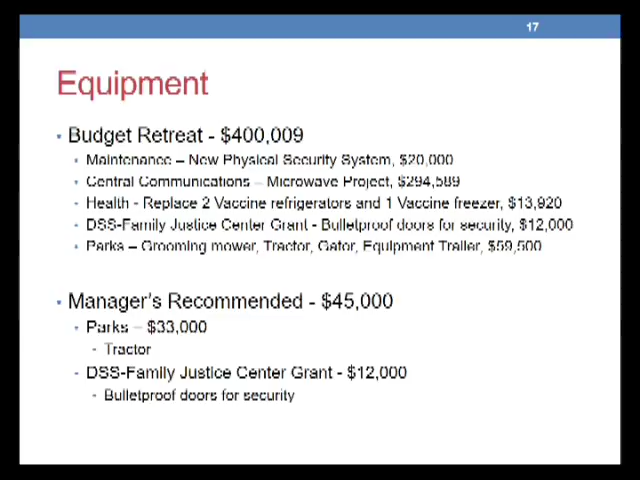 17
Equipment
• Budget Retreat - $400,009
• Maintenance – New Physical Security System, $20,000
• Central Communications – Microwave Project, $294,589
• Health - Replace 2 Vaccine refrigerators and 1 Vaccine freezer, $13,920
• DSS-Family Justice Center Grant - Bulletproof doors for security, $12,000
• Parks – Grooming mower, Tractor, Gator, Equipment Trailer, $59,500
• Manager's Recommended - $45,000
• Parks – $33,000
- Tractor
• DSS-Family Justice Center Grant - $12,000
- Bulletproof doors for security